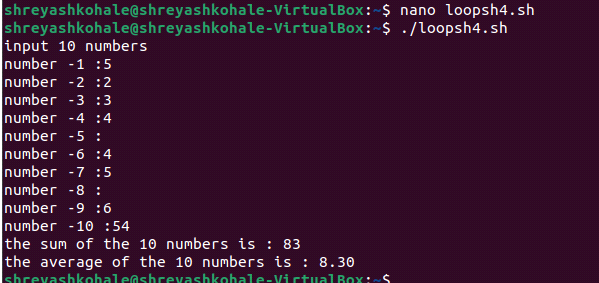 shreyashkohale@shreyashkohale-VirtualBox:~$ nano loopsh4.sh
shreyashkohale@shreyashkohale-VirtualBox:~$ ./loopsh4.sh
input 10 numbers
number -1 :5
number -2 :2
number -3 :3
number -4 :4
number -5 :
number -6 :4
number -7 :5
number -8 :
number -9 :6
number -10 :54
the sum of the 10 numbers is : 83
the average of the 10 numbers is : 8.30
shreyashkohale@shreyashkohale-VirtualBox:~$